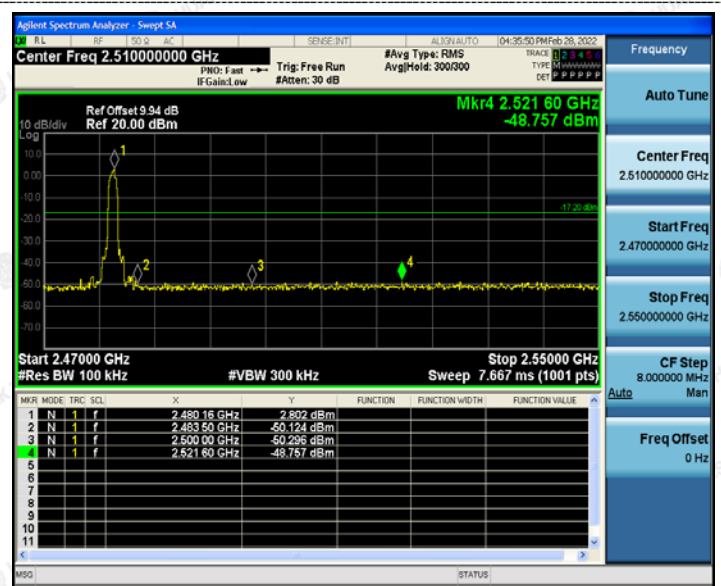 Agilent Spectrum Analyzer - Swept SA
RL RF 50 Ω AC SENSE:INT ALIGNAUTO 04:35:50 PM Feb 28, 2022
Center Freq 2.510000000 GHz
PNO: Fast
IFGain:Low
Trig: Free Run
#Atten: 30 dB
#Avg Type: RMS
Avg|Hold: 300/300
TRACE 1 2 3 4 5 6
TYPE M W W W W W
DET P P P P P P
Mkr4 2.521 60 GHz
-48.757 dBm
Ref Offset 9.94 dB
10 dB/div Ref 20.00 dBm
Log
10.0
0.00
-10.0
-20.0
-30.0
-40.0
-50.0
-60.0
-70.0
-17.20 dBm
1
2
3
4
Start 2.47000 GHz Stop 2.55000 GHz
#Res BW 100 kHz #VBW 300 kHz Sweep 7.667 ms (1001 pts)
MKR MODE TRC SCL X Y FUNCTION FUNCTION WIDTH FUNCTION VALUE
1 N 1 f 2.480 16 GHz 2.802 dBm
2 N 1 f 2.483 50 GHz -50.124 dBm
3 N 1 f 2.500 00 GHz -50.296 dBm
4 N 1 f 2.521 60 GHz -48.757 dBm
5
6
7
8
9
10
11
MSG STATUS
Frequency
Auto Tune
Center Freq
2.510000000 GHz
Start Freq
2.470000000 GHz
Stop Freq
2.550000000 GHz
CF Step
8.000000 MHz
Auto Man
Freq Offset
0 Hz